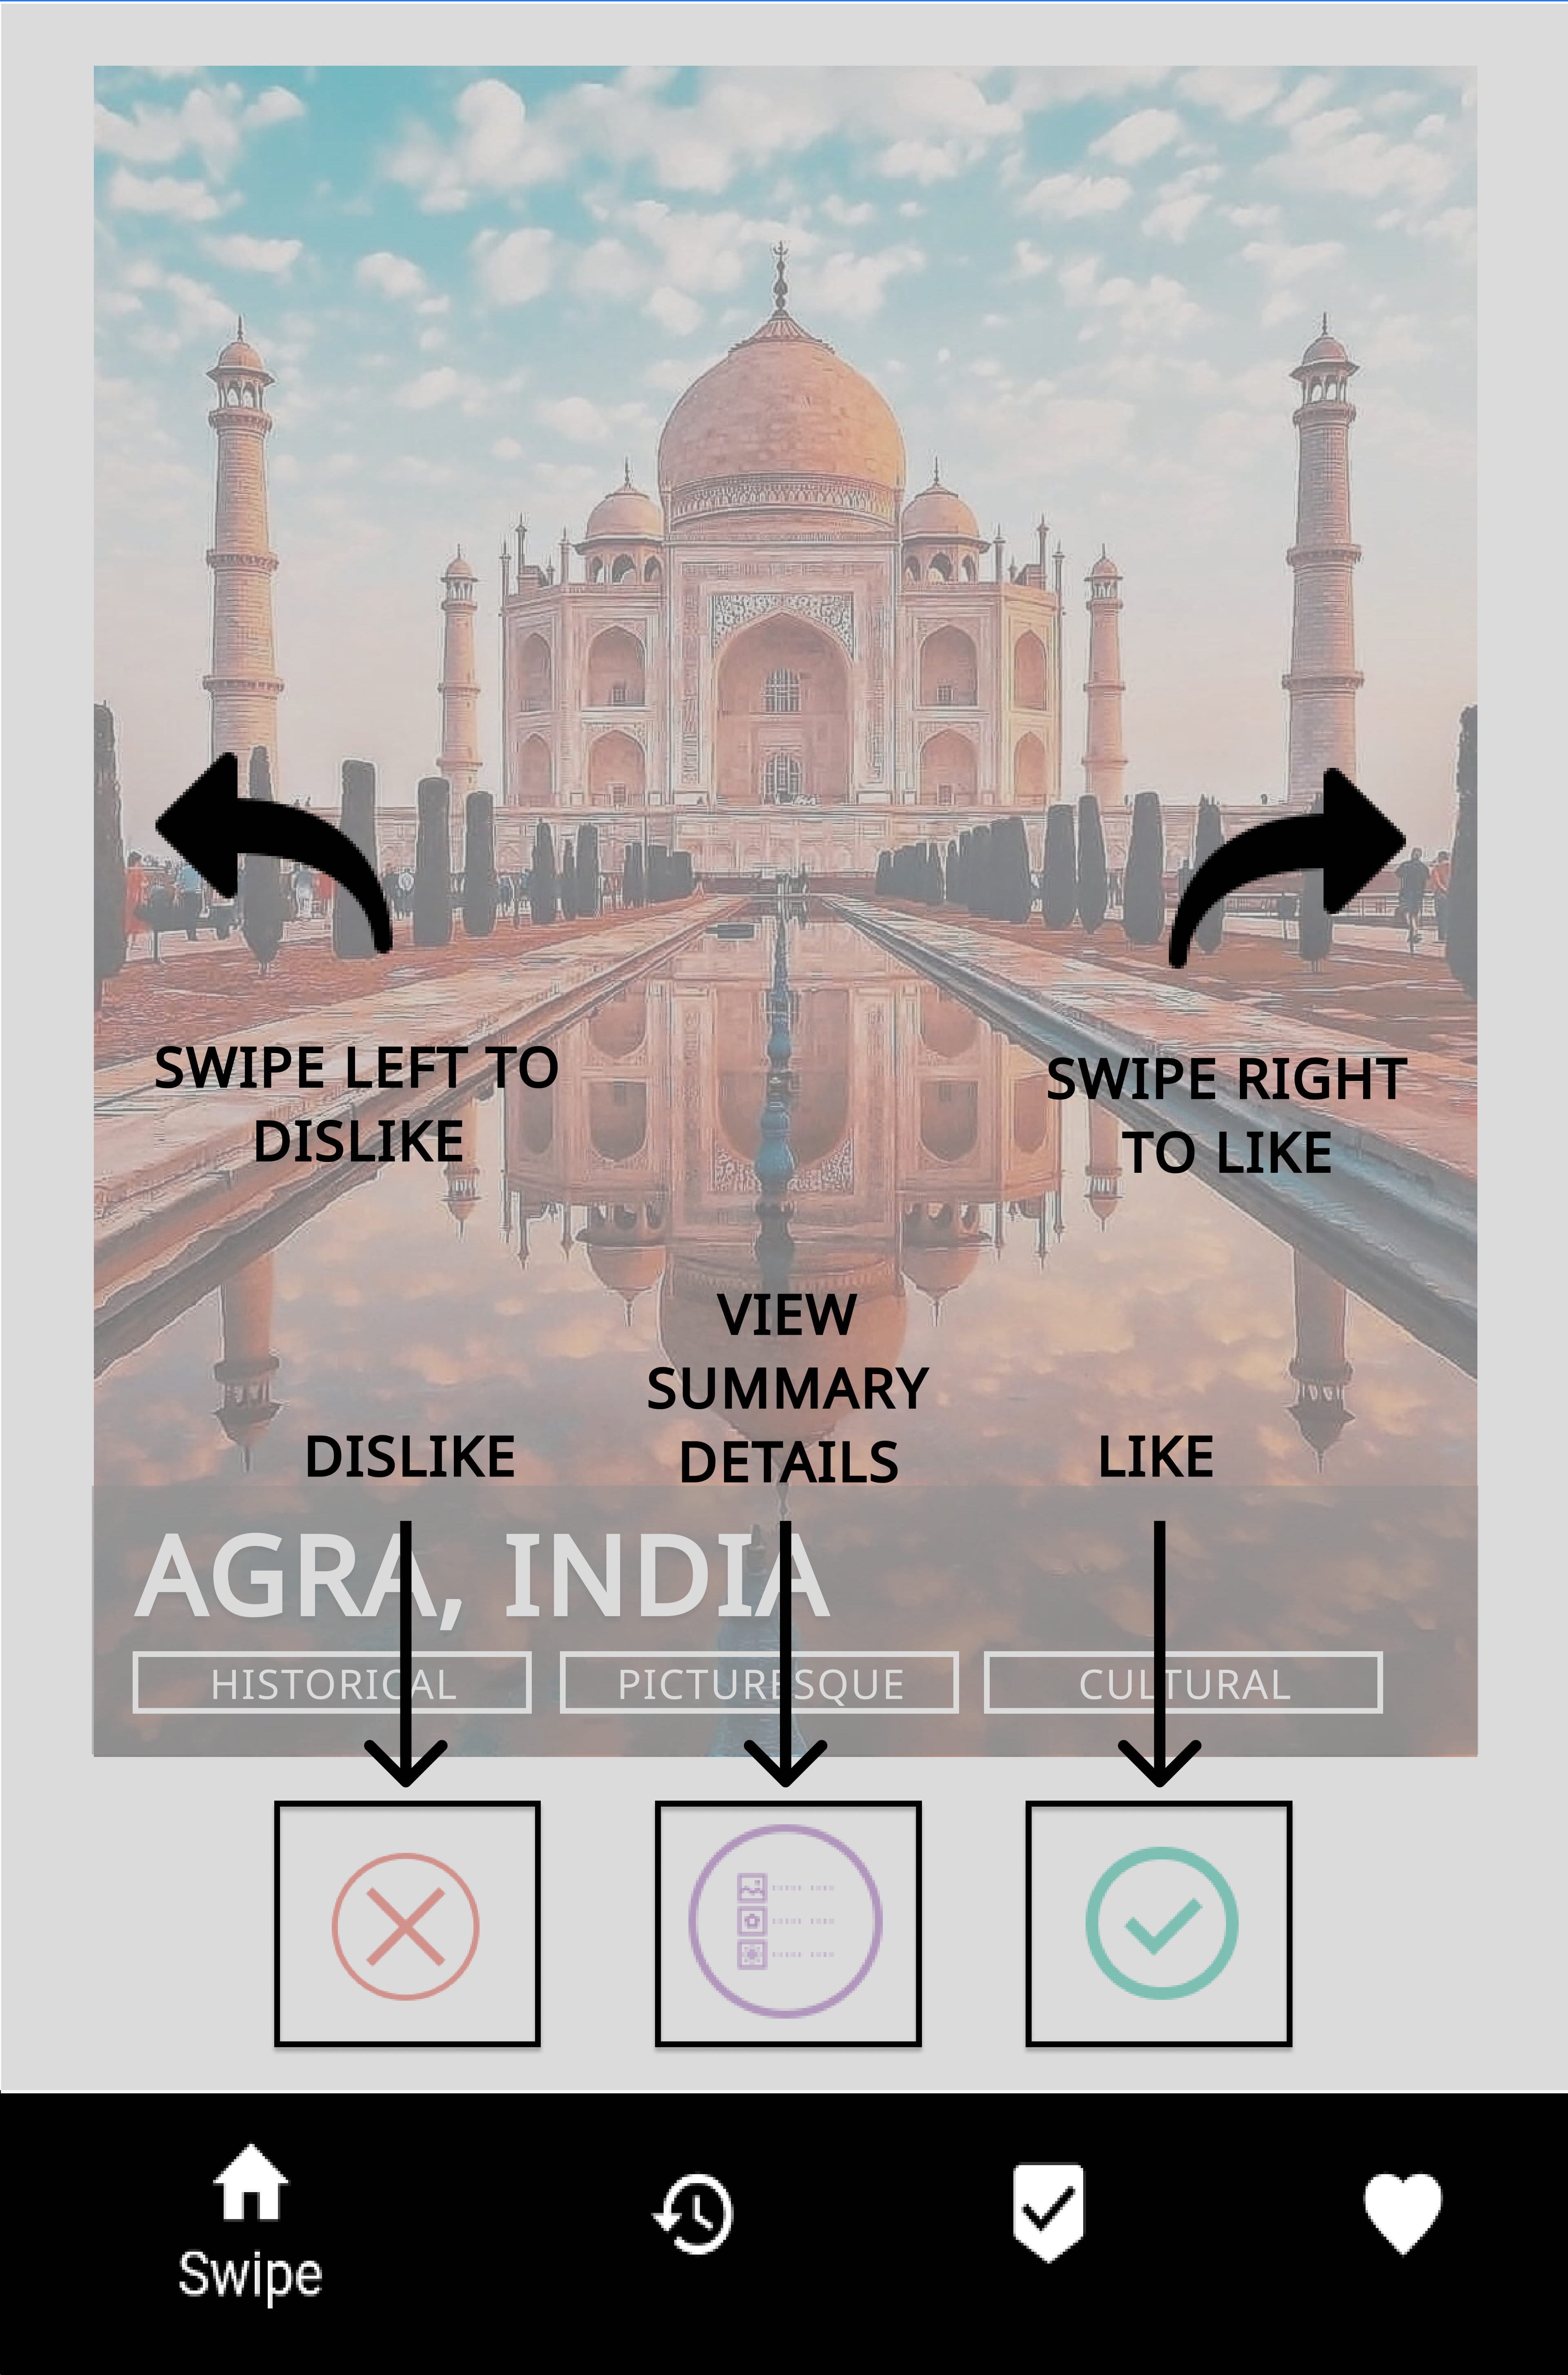 SWIPE LEFT TO
DISLIKE
SWIPE RIGHT
TO LIKE
VIEW
SUMMARY
DETAILS
DISLIKE
LIKE
AGRA, INDIA
HISTORICAL
PICTURESQUE
CULTURAL
Swipe